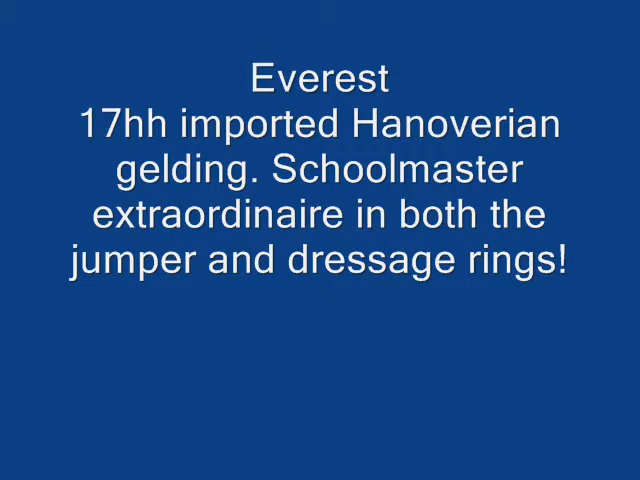 Everest
17hh imported Hanoverian
gelding. Schoolmaster
extraordinaire in both the
jumper and dressage rings!